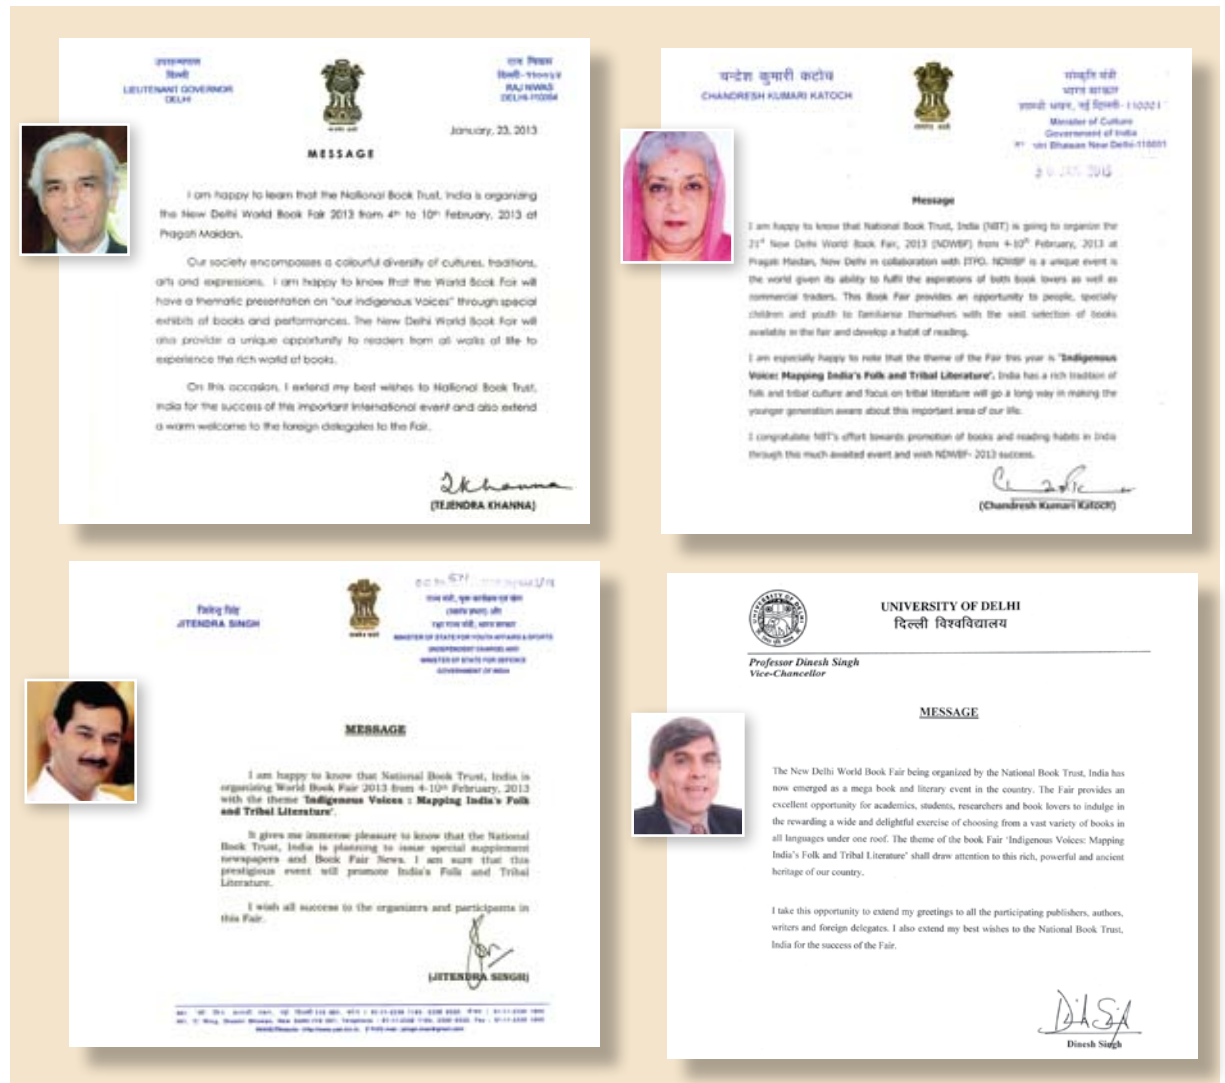 उपराज्यपाल
दिल्ली
LIEUTENANT GOVERNOR
DELHI
राज निवास
दिल्ली-११००५४
RAJ NIWAS
DELHI-110054
January, 23, 2013
MESSAGE
I am happy to learn that the National Book Trust, India is organizing
the New Delhi World Book Fair 2013 from 4th to 10th February, 2013 at
Pragati Maidan.
Our society encompasses a colourful diversity of cultures, traditions,
arts and expressions. I am happy to know that the World Book Fair will
have a thematic presentation on "our Indigenous Voices" through special
exhibits of books and performances. The New Delhi World Book Fair will
also provide a unique opportunity to readers from all walks of life to
experience the rich world of books.
On this occasion, I extend my best wishes to National Book Trust,
India for the success of this important international event and also extend
a warm welcome to the foreign delegates to the Fair.
(TEJENDRA KHANNA)
चन्द्रेश कुमारी कटोच
CHANDRESH KUMARI KATOCH
संस्कृति मंत्री
भारत सरकार
शास्त्री भवन, नई दिल्ली-110001
Minister of Culture
Government of India
Bhawan New Delhi-110001
Message
I am happy to know that National Book Trust, India (NBT) is going to organize the
21st New Delhi World Book Fair, 2013 (NDWBF) from 4-10th February, 2013 at
Pragati Maidan, New Delhi in collaboration with ITPO. NDWBF is a unique event is
the world given its ability to fulfil the aspirations of both book lovers as well as
commercial traders. This Book Fair provides an opportunity to people, specially
children and youth to familiarise themselves with the vast selection of books
available in the fair and develop a habit of reading.
I am especially happy to note that the theme of the Fair this year is 'Indigenous
Voice: Mapping India's Folk and Tribal Literature'. India has a rich tradition of
folk and tribal culture and focus on tribal literature will go a long way in making the
younger generation aware about this important area of our life.
I congratulate NBT's effort towards promotion of books and reading habits in India
through this much awaited event and wish NDWBF- 2013 success.
(Chandresh Kumari Katoch)
जितेन्द्र सिंह
JITENDRA SINGH
MINISTER OF STATE FOR YOUTH AFFAIRS & SPORTS
(INDEPENDENT CHARGE) AND
MINISTER OF STATE FOR DEFENCE
GOVERNMENT OF INDIA
MESSAGE
I am happy to know that National Book Trust, India is
organizing World Book Fair 2013 from 4-10th February, 2013
with the theme 'Indigenous Voices : Mapping India's Folk
and Tribal Literature'.
It gives me immense pleasure to know that the National
Book Trust, India is planning to issue special supplement
newspapers and Book Fair News. I am sure that this
prestigious event will promote India's Folk and Tribal
Literature.
I wish all success to the organizers and participants in
this Fair.
(JITENDRA SINGH)
UNIVERSITY OF DELHI
दिल्ली विश्वविद्यालय
Professor Dinesh Singh
Vice-Chancellor
MESSAGE
The New Delhi World Book Fair being organized by the National Book Trust, India has
now emerged as a mega book and literary event in the country. The Fair provides an
excellent opportunity for academics, students, researchers and book lovers to indulge in
the rewarding a wide and delightful exercise of choosing from a vast variety of books in
all languages under one roof. The theme of the book Fair 'Indigenous Voices: Mapping
India's Folk and Tribal Literature' shall draw attention to this rich, powerful and ancient
heritage of our country.
I take this opportunity to extend my greetings to all the participating publishers, authors,
writers and foreign delegates. I also extend my best wishes to the National Book Trust,
India for the success of the Fair.
Dinesh Singh